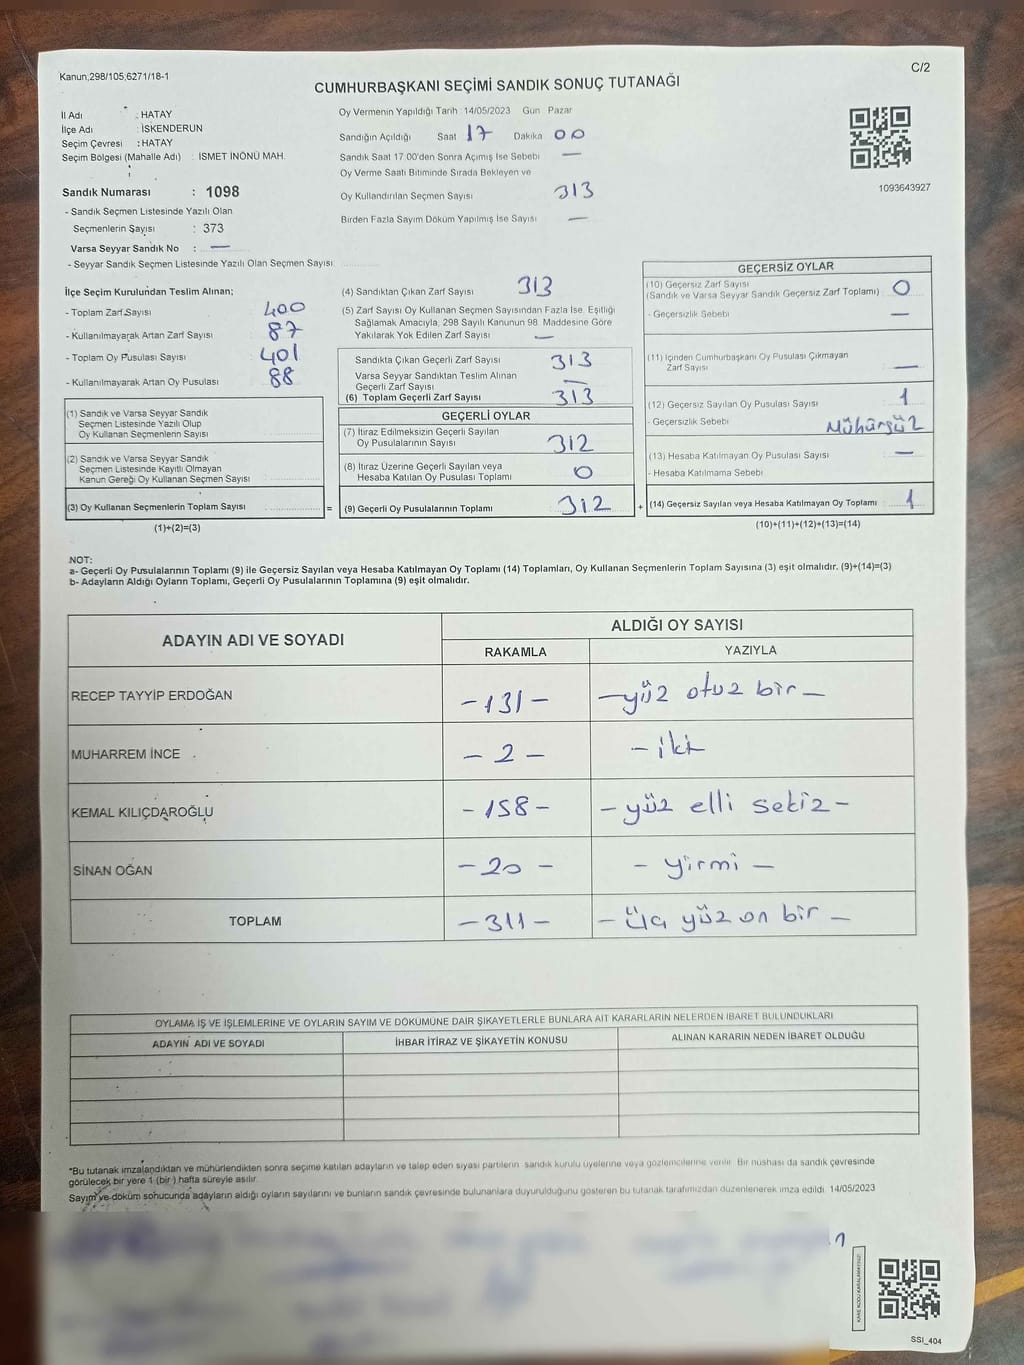 Kanun,298/105,6271/18-1
C/2
CUMHURBAŞKANI SEÇİMİ SANDIK SONUÇ TUTANAĞI
İl Adı : HATAY
İlçe Adı : İSKENDERUN
Seçim Çevresi : HATAY
Seçim Bölgesi (Mahalle Adı) : İSMET İNÖNÜ MAH.
Sandık Numarası : 1098
- Sandık Seçmen Listesinde Yazılı Olan
Seçmenlerin Sayısı : 373
Varsa Seyyar Sandık No : —
- Seyyar Sandık Seçmen Listesinde Yazılı Olan Seçmen Sayısı:
Oy Vermenin Yapıldığı Tarih 14/05/2023 Gün Pazar
Sandığın Açıldığı Saat 17 Dakika 00
Sandık Saat 17.00'den Sonra Açımış İse Sebebi —
Oy Verme Saati Bitiminde Sırada Bekleyen ve
Oy Kullandırılan Seçmen Sayısı 313
Birden Fazla Sayım Döküm Yapılmış İse Sayısı —
1093643927
İlçe Seçim Kurulundan Teslim Alınan;
- Toplam Zarf Sayısı 400
- Kullanılmayarak Artan Zarf Sayısı 87
- Toplam Oy Pusulası Sayısı 401
- Kullanılmayarak Artan Oy Pusulası 88
(1) Sandık ve Varsa Seyyar Sandık
Seçmen Listesinde Yazılı Olup
Oy Kullanan Seçmenlerin Sayısı
(2) Sandık ve Varsa Seyyar Sandık
Seçmen Listesinde Kayıtlı Olmayan
Kanun Gereği Oy Kullanan Seçmen Sayısı
(3) Oy Kullanan Seçmenlerin Toplam Sayısı =
(1)+(2)=(3)
(4) Sandıktan Çıkan Zarf Sayısı 313
(5) Zarf Sayısı Oy Kullanan Seçmen Sayısından Fazla İse, Eşitliği
Sağlamak Amacıyla, 298 Sayılı Kanunun 98. Maddesine Göre
Yakılarak Yok Edilen Zarf Sayısı —
Sandıkta Çıkan Geçerli Zarf Sayısı 313
Varsa Seyyar Sandıktan Teslim Alınan
Geçerli Zarf Sayısı —
(6) Toplam Geçerli Zarf Sayısı 313
GEÇERLİ OYLAR
(7) İtiraz Edilmeksizin Geçerli Sayılan
Oy Pusulalarının Sayısı 312
(8) İtiraz Üzerine Geçerli Sayılan veya
Hesaba Katılan Oy Pusulası Toplamı 0
(9) Geçerli Oy Pusulalarının Toplamı 312 +
GEÇERSİZ OYLAR
(10) Geçersiz Zarf Sayısı
(Sandık ve Varsa Seyyar Sandık Geçersiz Zarf Toplamı) 0
- Geçersizlik Sebebi —
(11) İçinden Cumhurbaşkanı Oy Pusulası Çıkmayan
Zarf Sayısı —
(12) Geçersiz Sayılan Oy Pusulası Sayısı 1
- Geçersizlik Sebebi Mühürsüz
(13) Hesaba Katılmayan Oy Pusulası Sayısı —
- Hesaba Katılmama Sebebi
(14) Geçersiz Sayılan veya Hesaba Katılmayan Oy Toplamı 1
(10)+(11)+(12)+(13)=(14)
NOT:
a- Geçerli Oy Pusulalarının Toplamı (9) ile Geçersiz Sayılan veya Hesaba Katılmayan Oy Toplamı (14) Toplamları, Oy Kullanan Seçmenlerin Toplam Sayısına (3) eşit olmalıdır. (9)+(14)=(3)
b- Adayların Aldığı Oyların Toplamı, Geçerli Oy Pusulalarının Toplamına (9) eşit olmalıdır.
ADAYIN ADI VE SOYADI
ALDIĞI OY SAYISI
RAKAMLA YAZIYLA
RECEP TAYYİP ERDOĞAN - 131 - - yüz otuz bir -
MUHARREM İNCE - 2 - - iki
KEMAL KILIÇDAROĞLU - 158 - - yüz elli sekiz -
SİNAN OĞAN - 20 - - yirmi -
TOPLAM - 311 - - üç yüz on bir -
OYLAMA İŞ VE İŞLEMLERİNE VE OYLARIN SAYIM VE DÖKÜMÜNE DAİR ŞİKAYETLERLE BUNLARA AİT KARARLARIN NELERDEN İBARET BULUNDUKLARI
ADAYIN ADI VE SOYADI İHBAR İTİRAZ VE ŞİKAYETİN KONUSU ALINAN KARARIN NEDEN İBARET OLDUĞU
*Bu tutanak imzalandıktan ve mühürlendikten sonra seçime katılan adayların ve talep eden siyasi partilerin sandık kurulu üyelerine veya gözlemcilerine verilir. Bir nüshası da sandık çevresinde
görülecek bir yere 1 (bir) hafta süreyle asılır.
Sayım ve döküm sonucunda adayların aldığı oyların sayılarını ve bunların sandık çevresinde bulunanlara duyurulduğunu gösteren bu tutanak tarafımızdan düzenlenerek imza edildi. 14/05/2023
KARE KODU KARALAMAYINIZ!
SSI_404